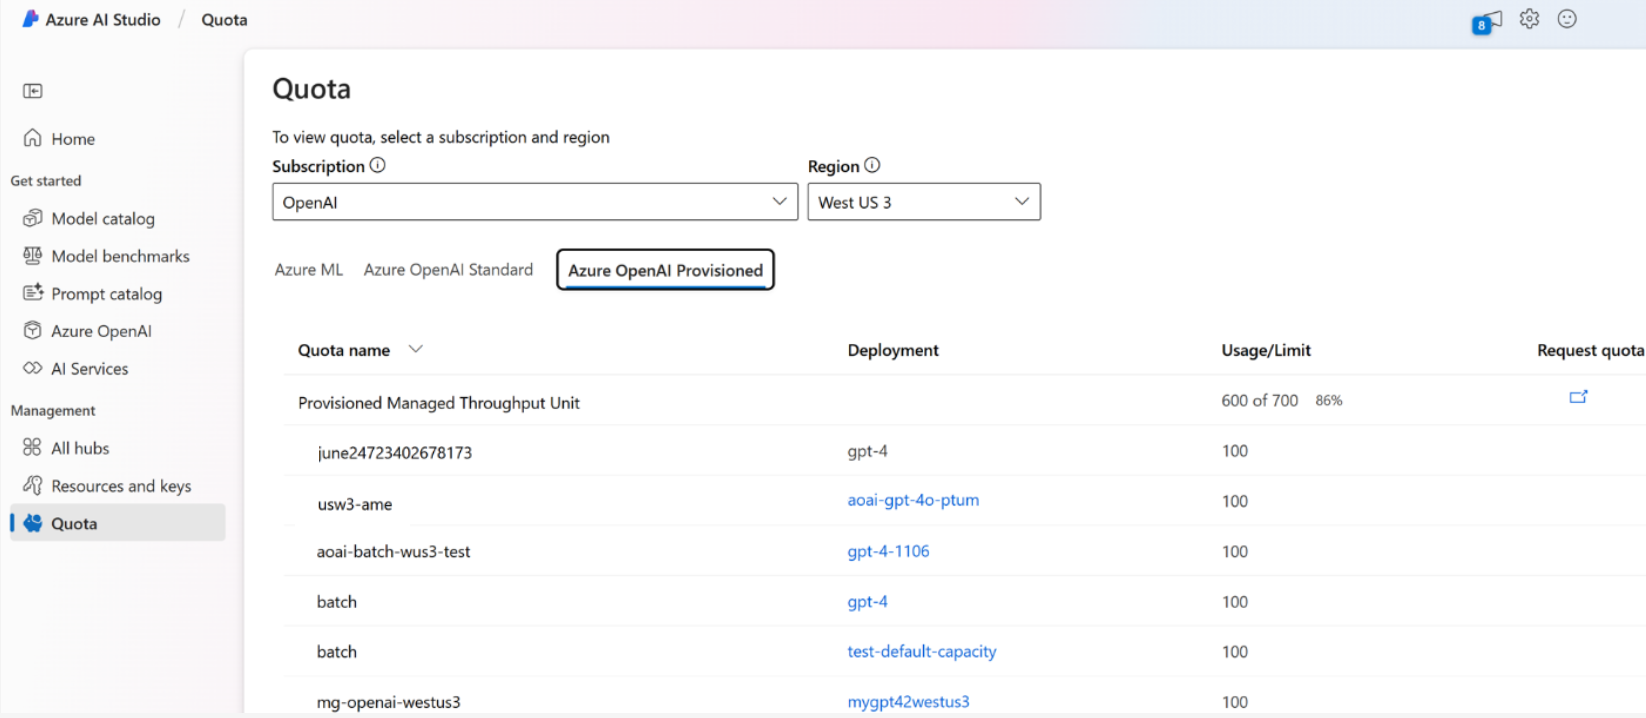 Azure AI Studio / Quota
8
Home
Get started
Model catalog
Model benchmarks
Prompt catalog
Azure OpenAI
AI Services
Management
All hubs
Resources and keys
Quota
Quota
To view quota, select a subscription and region
Subscription Region
OpenAI West US 3
Azure ML Azure OpenAI Standard Azure OpenAI Provisioned
Quota name Deployment Usage/Limit Request quota
Provisioned Managed Throughput Unit 600 of 700 86%
june24723402678173 gpt-4 100
usw3-ame aoai-gpt-4o-ptum 100
aoai-batch-wus3-test gpt-4-1106 100
batch gpt-4 100
batch test-default-capacity 100
mg-openai-westus3 mygpt42westus3 100